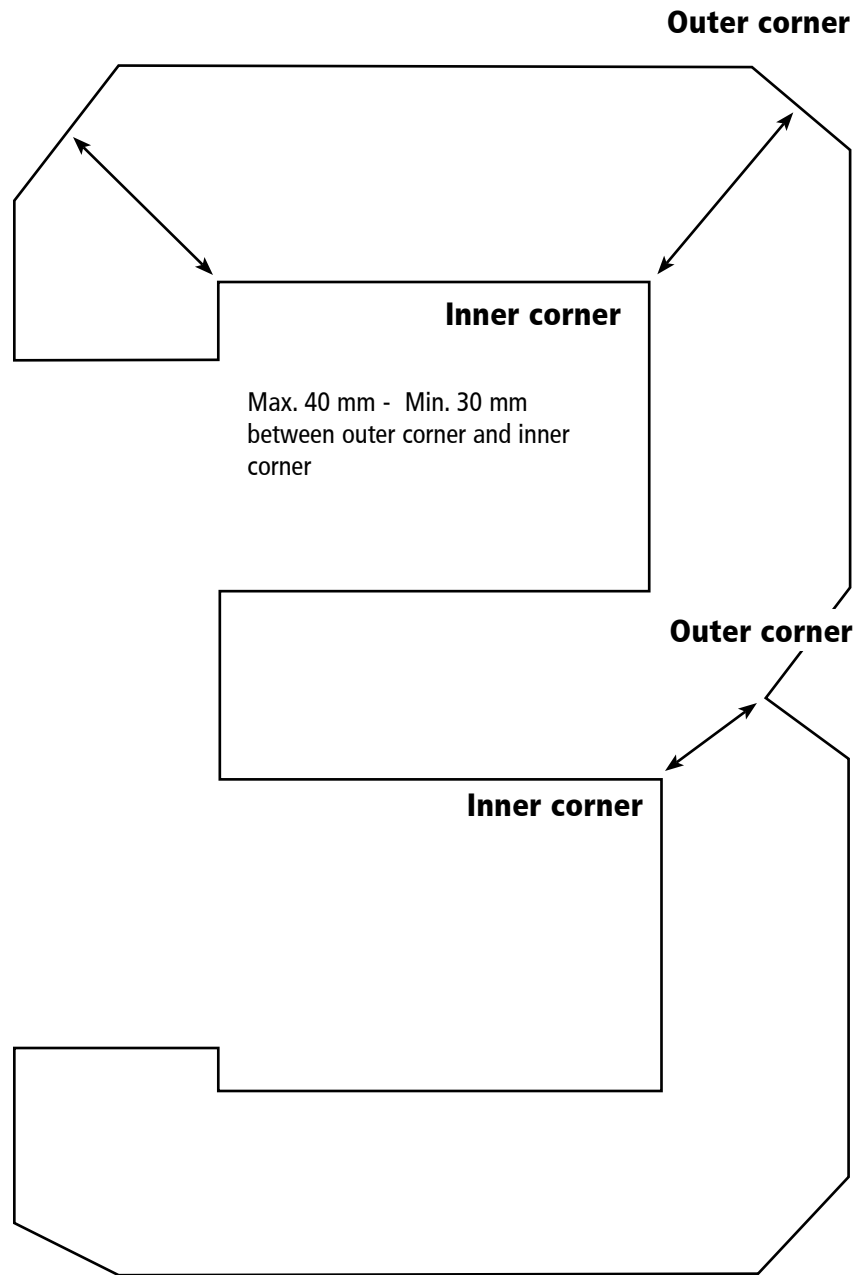 Outer corner
Inner corner
Max. 40 mm - Min. 30 mm
between outer corner and inner
corner
Outer corner
Inner corner